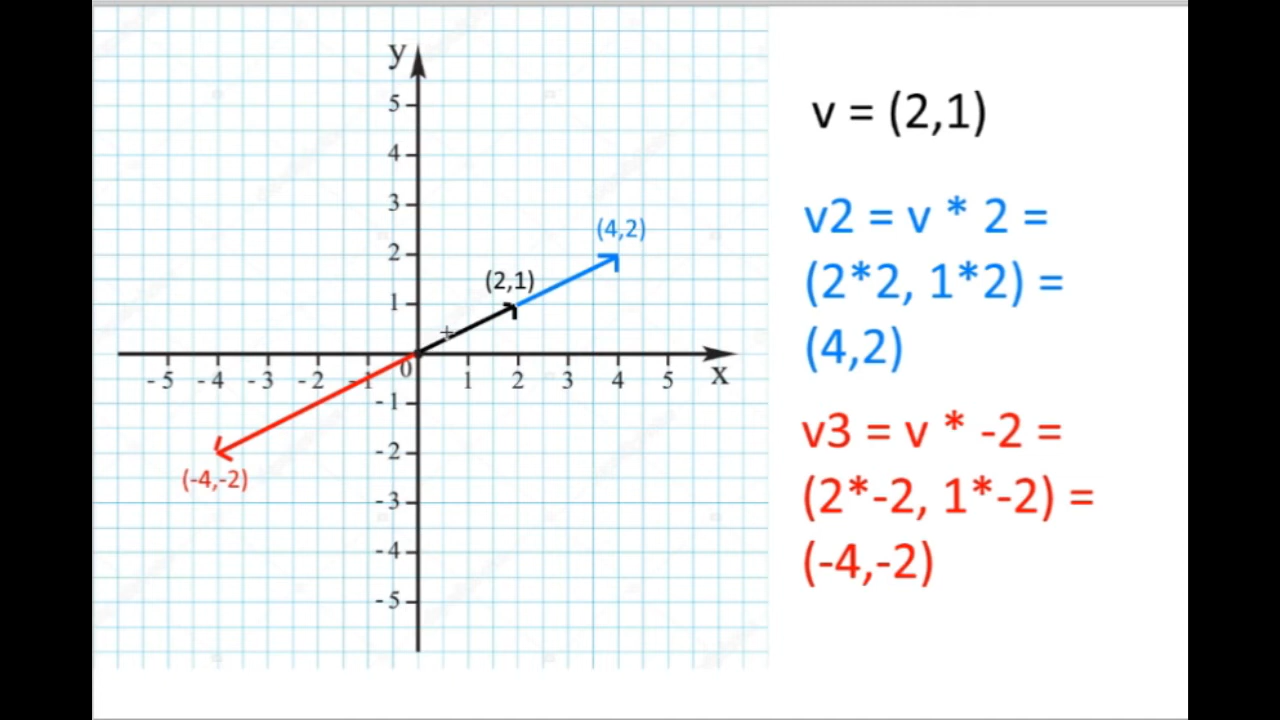 y
5
4
3
(4,2)
2
(2,1)
1
0
-5 -4 -3 -2 -1 1 2 3 4 5 x
-1
-2
(-4,-2)
-3
-4
-5
v = (2,1)
v2 = v * 2 =
(2*2, 1*2) =
(4,2)
v3 = v * -2 =
(2*-2, 1*-2) =
(-4,-2)